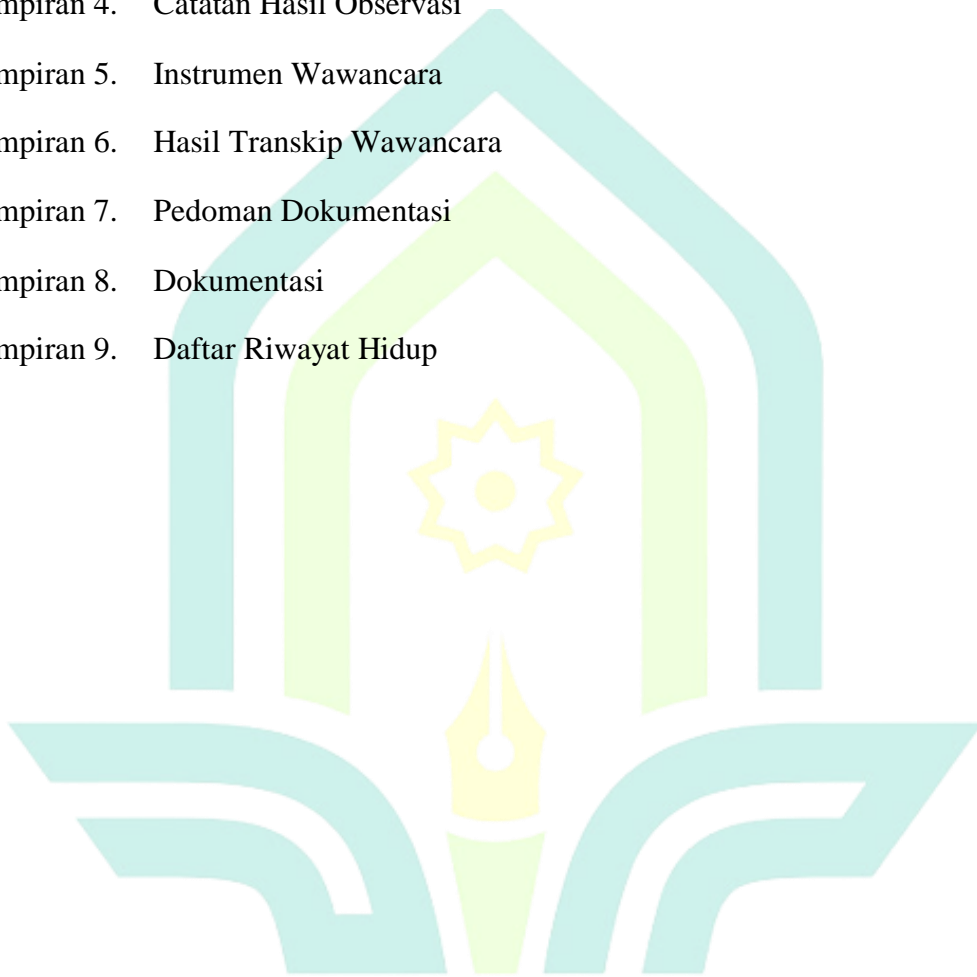 mpiran 4. Catatan Hasil Observasi
mpiran 5. Instrumen Wawancara
mpiran 6. Hasil Transkip Wawancara
mpiran 7. Pedoman Dokumentasi
mpiran 8. Dokumentasi
mpiran 9. Daftar Riwayat Hidup